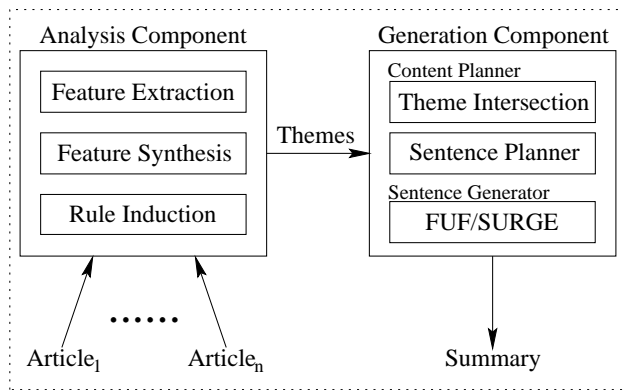 Analysis Component
Feature Extraction
Feature Synthesis
Rule Induction
Themes
Generation Component
Content Planner
Theme Intersection
Sentence Planner
Sentence Generator
FUF/SURGE
Article1
......
Articlen
Summary